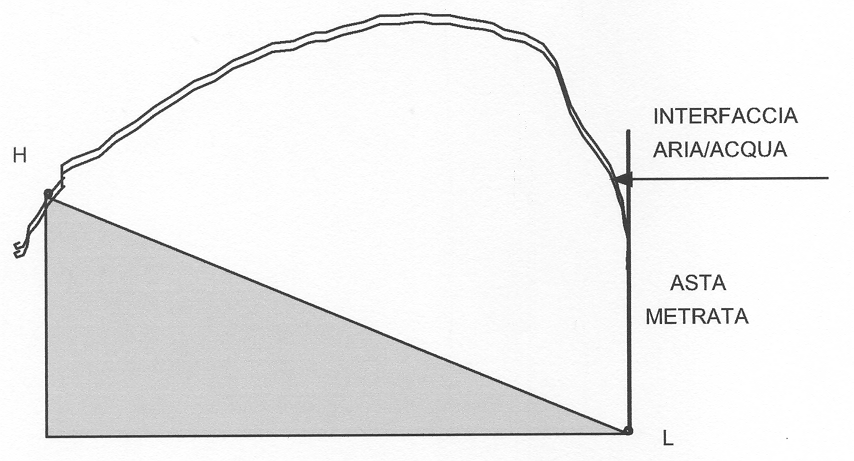 INTERFACCIA
ARIA/ACQUA
H
ASTA
METRATA
L